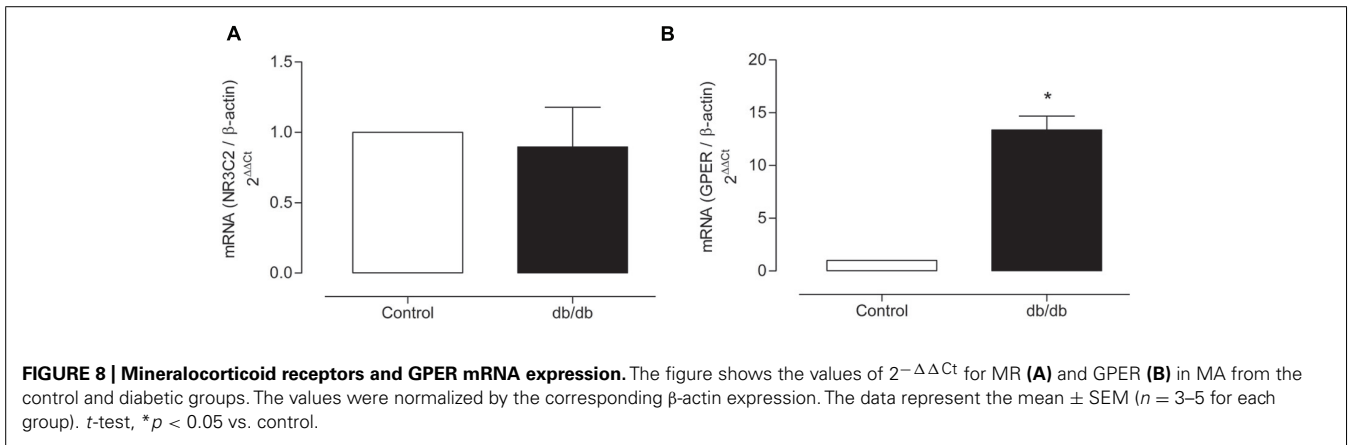 A
B
mRNA (NR3C2 / β-actin)
2^ΔΔCt
1.5
1.0
0.5
0.0
Control
db/db
mRNA (GPER / β-actin)
2^ΔΔCt
20
15
10
5
0
*
Control
db/db
FIGURE 8 | Mineralocorticoid receptors and GPER mRNA expression. The figure shows the values of 2^−ΔΔCt for MR (A) and GPER (B) in MA from the
control and diabetic groups. The values were normalized by the corresponding β-actin expression. The data represent the mean ± SEM (n = 3–5 for each
group). t-test, *p < 0.05 vs. control.